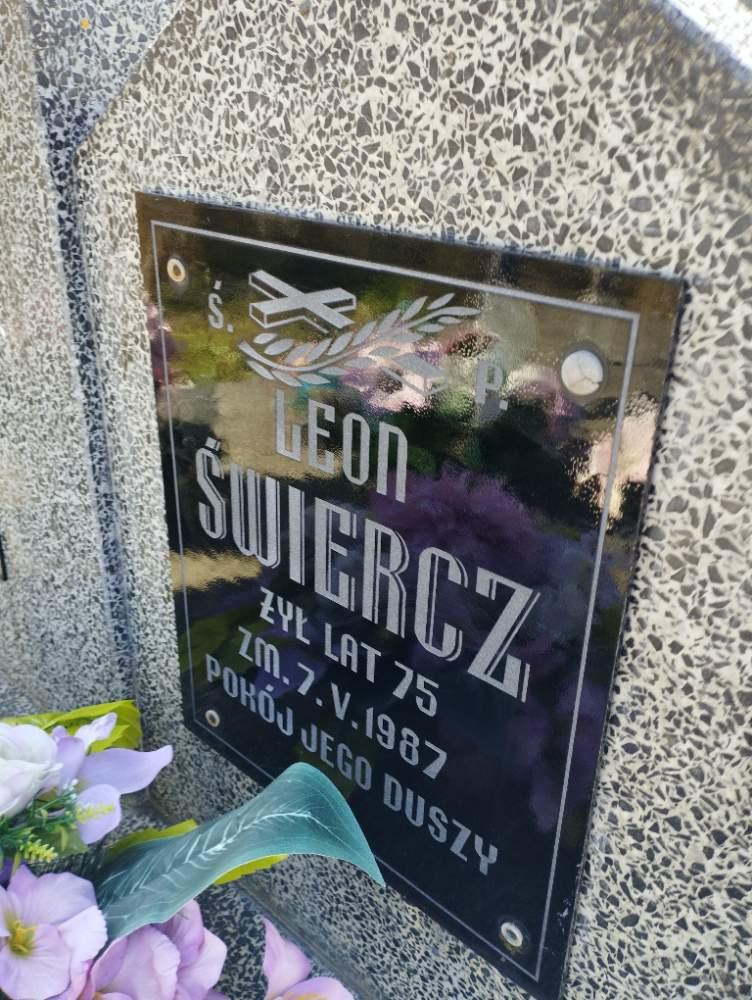 Ś. P.
LEON
ŚWIERCZ
ŻYŁ LAT 75
ZM. 7. V. 1987
POKÓJ JEGO DUSZY